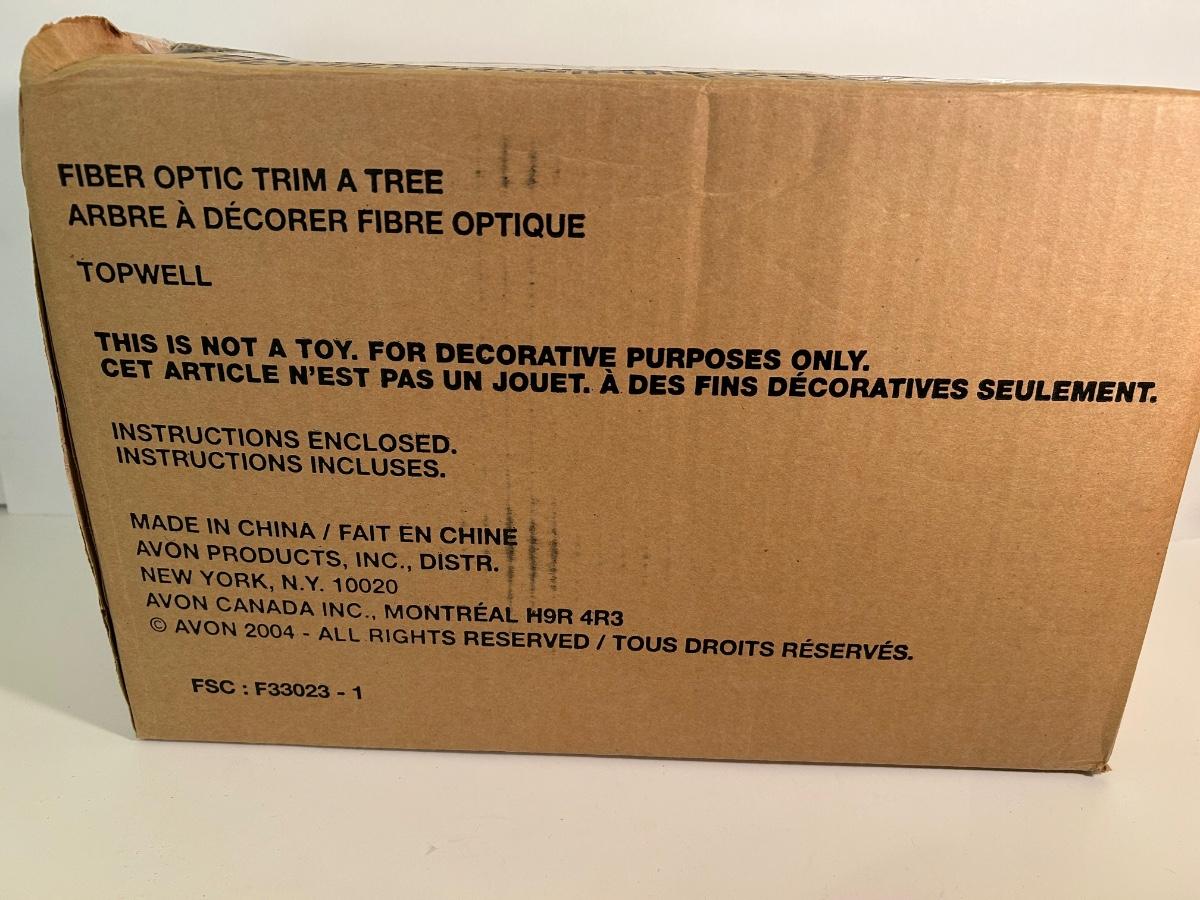 FIBER OPTIC TRIM A TREE
ARBRE À DÉCORER FIBRE OPTIQUE
TOPWELL
THIS IS NOT A TOY. FOR DECORATIVE PURPOSES ONLY.
CET ARTICLE N'EST PAS UN JOUET. À DES FINS DÉCORATIVES SEULEMENT.
INSTRUCTIONS ENCLOSED.
INSTRUCTIONS INCLUSES.
MADE IN CHINA / FAIT EN CHINE
AVON PRODUCTS, INC., DISTR.
NEW YORK, N.Y. 10020
AVON CANADA INC., MONTRÉAL H9R 4R3
© AVON 2004 - ALL RIGHTS RESERVED / TOUS DROITS RÉSERVÉS.
FSC : F33023 - 1